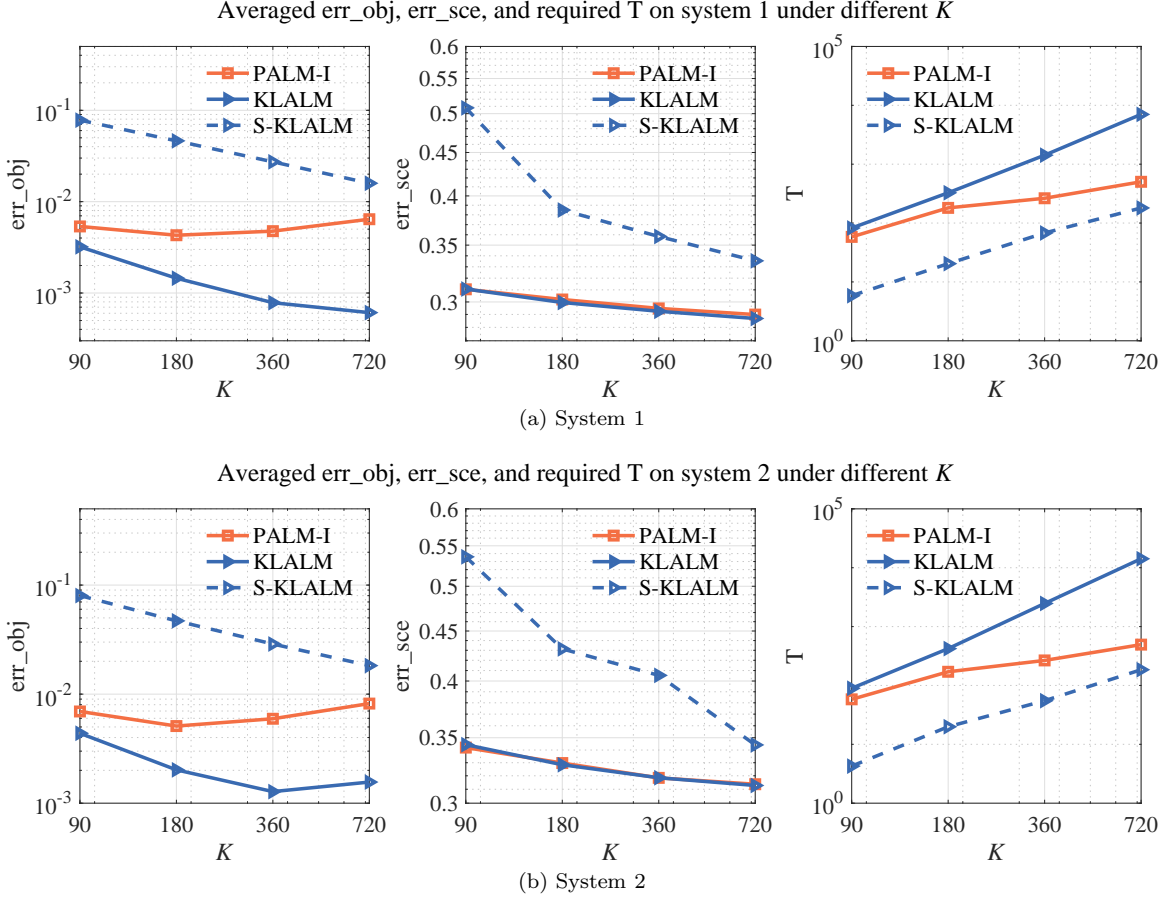 Averaged err_obj, err_sce, and required T on system 1 under different K
err_obj
10^-1
10^-2
10^-3
PALM-I
KLALM
S-KLALM
90 180 360 720
K
err_sce
0.6
0.55
0.5
0.45
0.4
0.35
0.3
PALM-I
KLALM
S-KLALM
90 180 360 720
K
T
10^5
10^0
PALM-I
KLALM
S-KLALM
90 180 360 720
K
(a) System 1
Averaged err_obj, err_sce, and required T on system 2 under different K
err_obj
10^-1
10^-2
10^-3
PALM-I
KLALM
S-KLALM
90 180 360 720
K
err_sce
0.6
0.55
0.5
0.45
0.4
0.35
0.3
PALM-I
KLALM
S-KLALM
90 180 360 720
K
T
10^5
10^0
PALM-I
KLALM
S-KLALM
90 180 360 720
K
(b) System 2